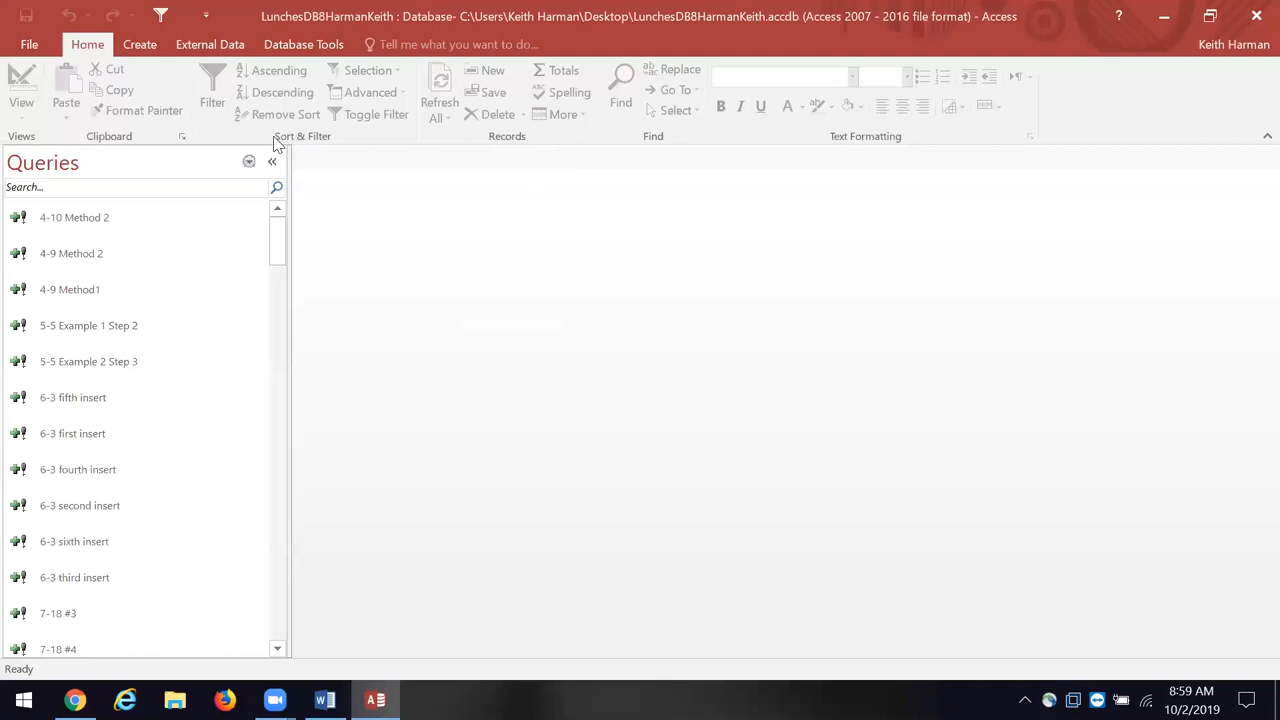 LunchesDB8HarmanKeith : Database- C:\Users\Keith Harman\Desktop\LunchesDB8HarmanKeith.accdb (Access 2007 - 2016 file format) - Access
?
File Home Create External Data Database Tools Tell me what you want to do... Keith Harman
View
Views
Paste
Cut
Copy
Format Painter
Clipboard
Filter
Ascending
Descending
Remove Sort
Selection
Advanced
Toggle Filter
Sort & Filter
Refresh
All
New
Save
Delete
Totals
Spelling
More
Records
Find
Replace
Go To
Select
Find
B I U A
Text Formatting
Queries
Search...
4-10 Method 2
4-9 Method 2
4-9 Method1
5-5 Example 1 Step 2
5-5 Example 2 Step 3
6-3 fifth insert
6-3 first insert
6-3 fourth insert
6-3 second insert
6-3 sixth insert
6-3 third insert
7-18 #3
7-18 #4
Ready
8:59 AM
10/2/2019